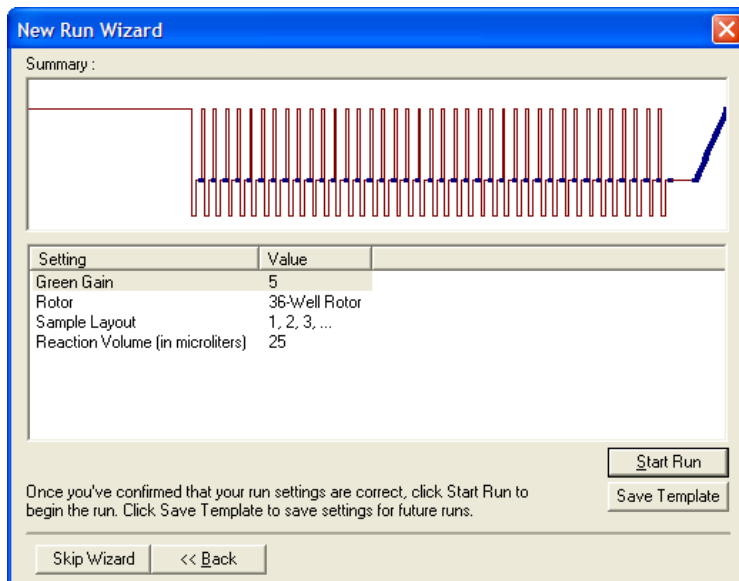 New Run Wizard
Summary :
Setting Value
Green Gain 5
Rotor 36-Well Rotor
Sample Layout 1, 2, 3, ...
Reaction Volume (in microliters) 25
Start Run
Once you've confirmed that your run settings are correct, click Start Run to
begin the run. Click Save Template to save settings for future runs.
Save Template
Skip Wizard << Back